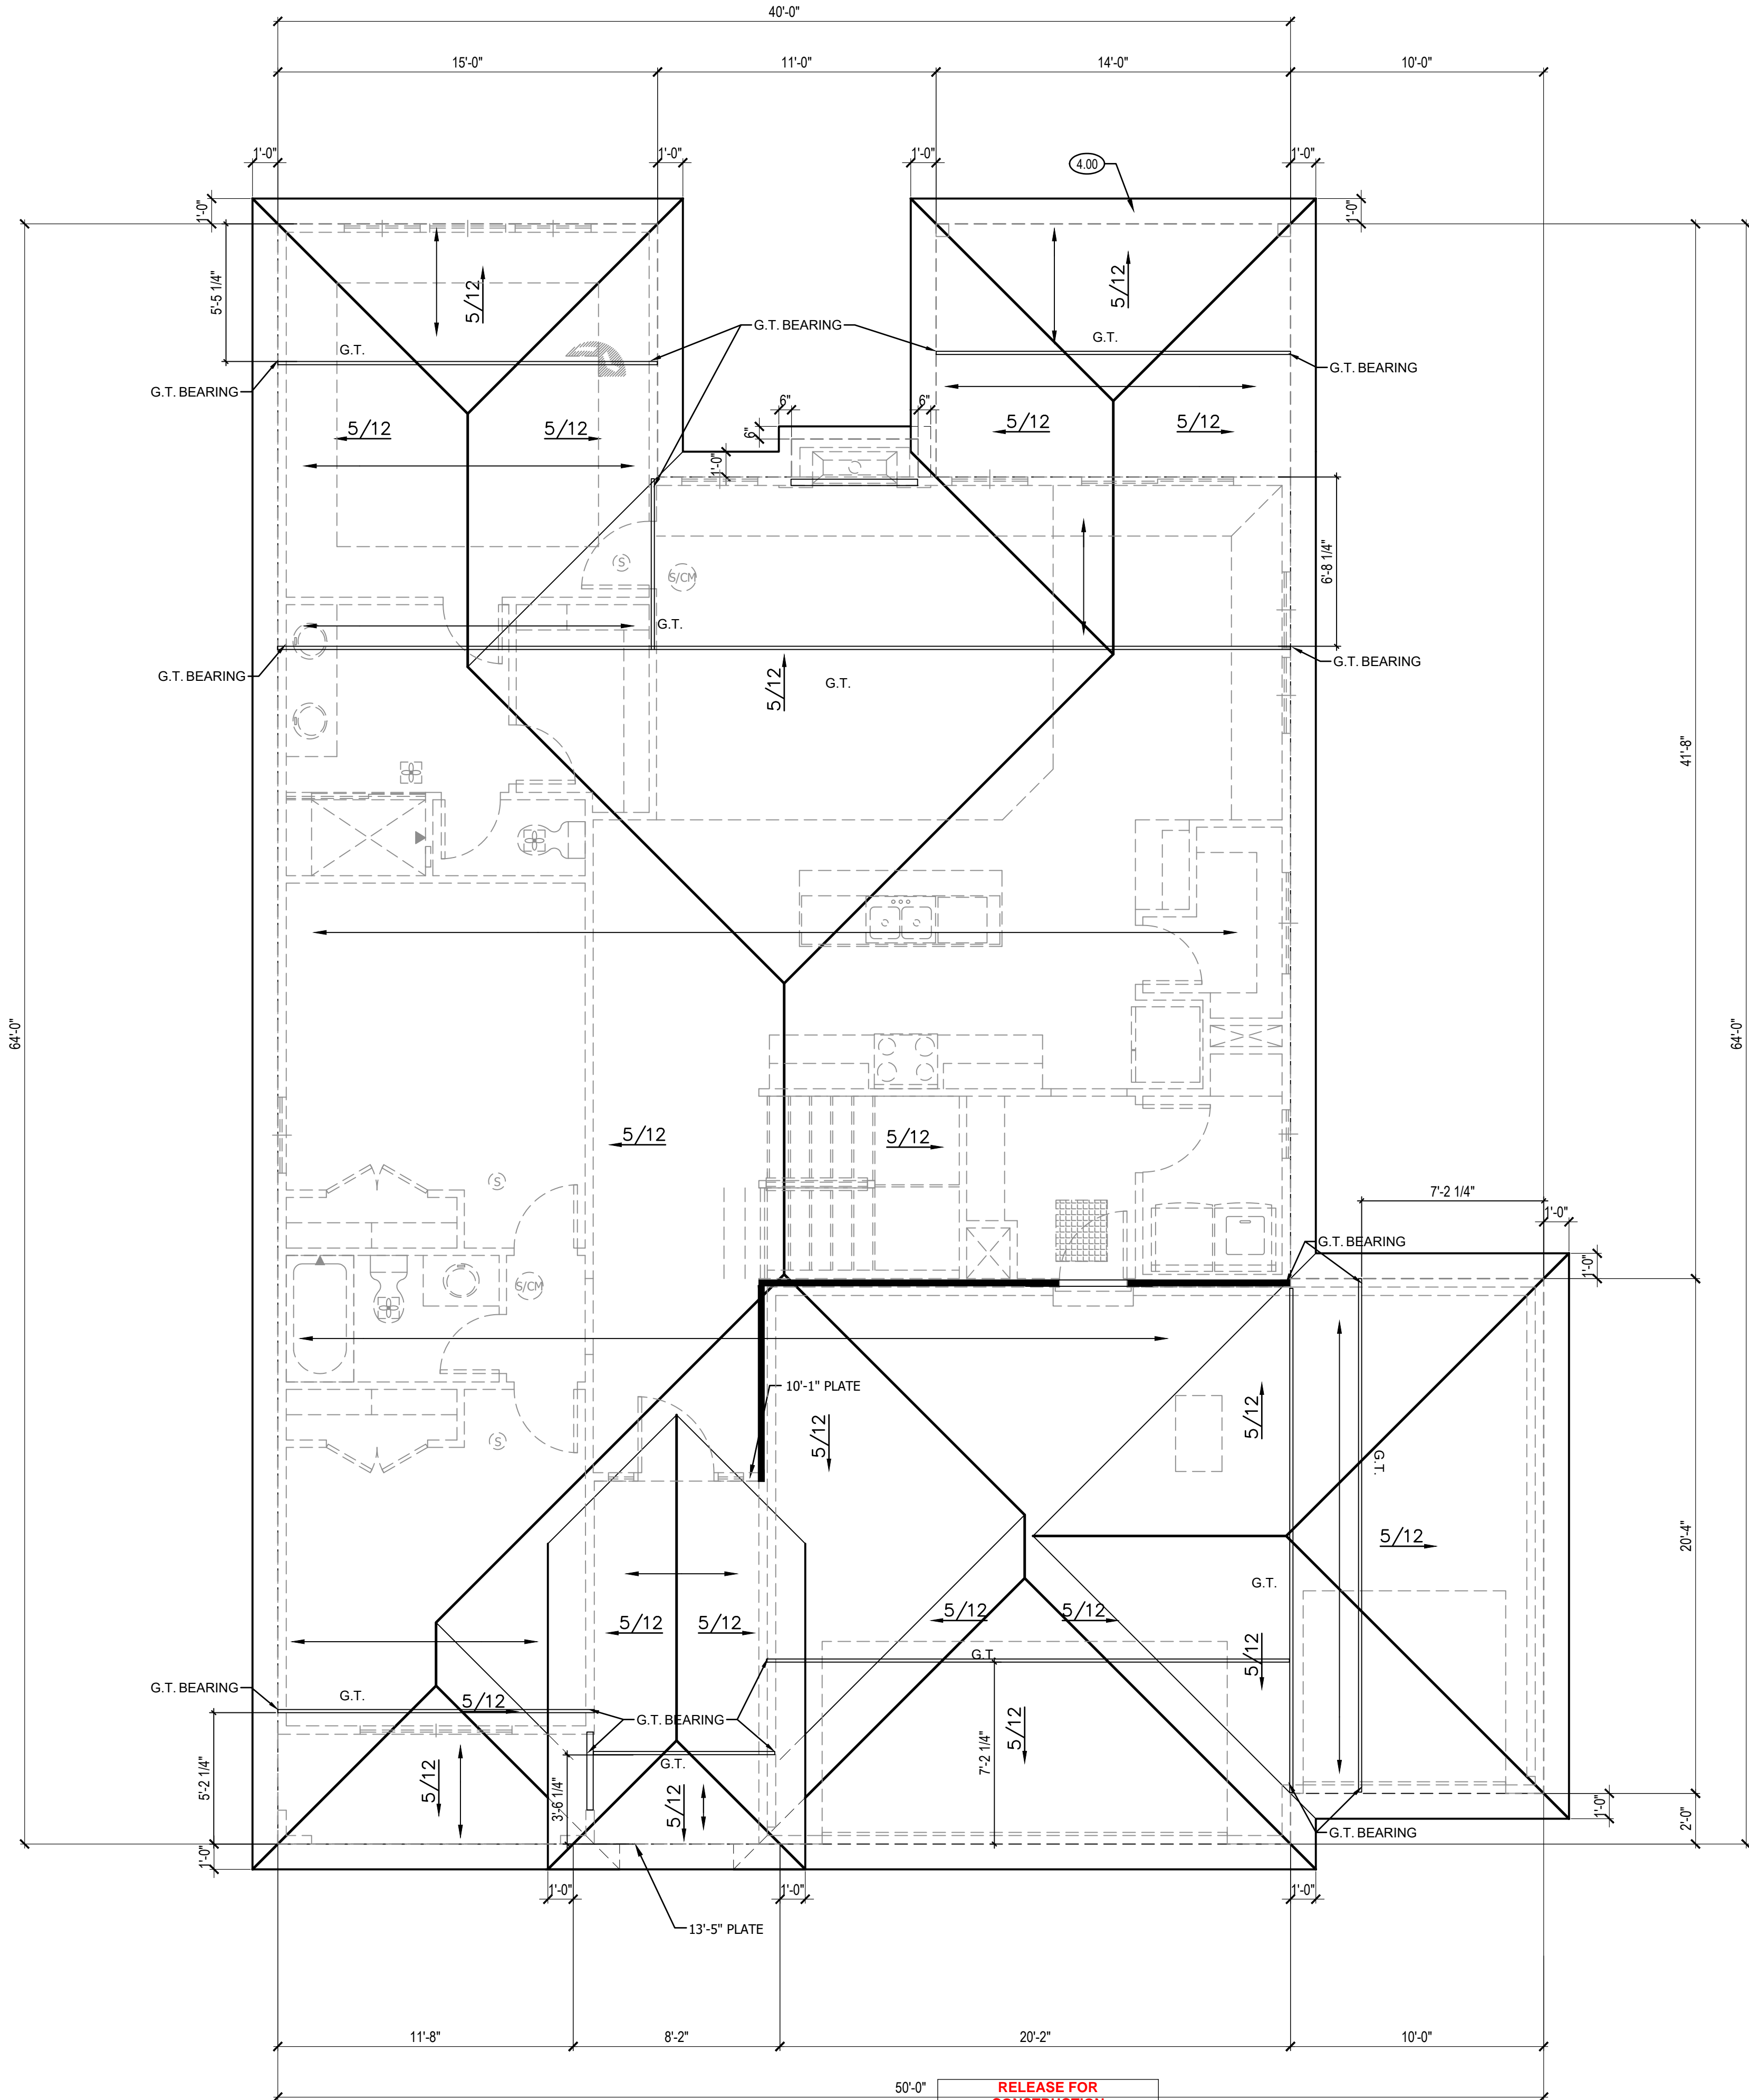 40'-0"
15'-0"
11'-0"
14'-0"
10'-0"
1'-0"
1'-0"
1'-0"
4.00
1'-0"
1'-0"
1'-0"
5'-5 1/4"
5/12
5/12
G.T. BEARING
G.T.
G.T.
G.T. BEARING
G.T. BEARING
6"
6"
5/12
5/12
5/12
5/12
6"
1'-0"
6'-8 1/4"
S
S/CM
G.T.
G.T. BEARING
G.T. BEARING
5/12
G.T.
41'-8"
64'-0"
64'-0"
5/12
5/12
S
7'-2 1/4"
1'-0"
G.T. BEARING
1'-0"
S/CM
10'-1" PLATE
5/12
5/12
S
G.T.
20'-4"
5/12
G.T.
5/12
5/12
5/12
5/12
G.T.
5/12
G.T. BEARING
G.T.
5/12
G.T. BEARING
5/12
7'-2 1/4"
5'-2 1/4"
G.T.
5/12
3'-6 1/4"
5/12
1'-0"
2'-0"
G.T. BEARING
1'-0"
1'-0"
1'-0"
1'-0"
13'-5" PLATE
11'-8"
8'-2"
20'-2"
10'-0"
50'-0"
RELEASE FOR
CONSTRUCTION